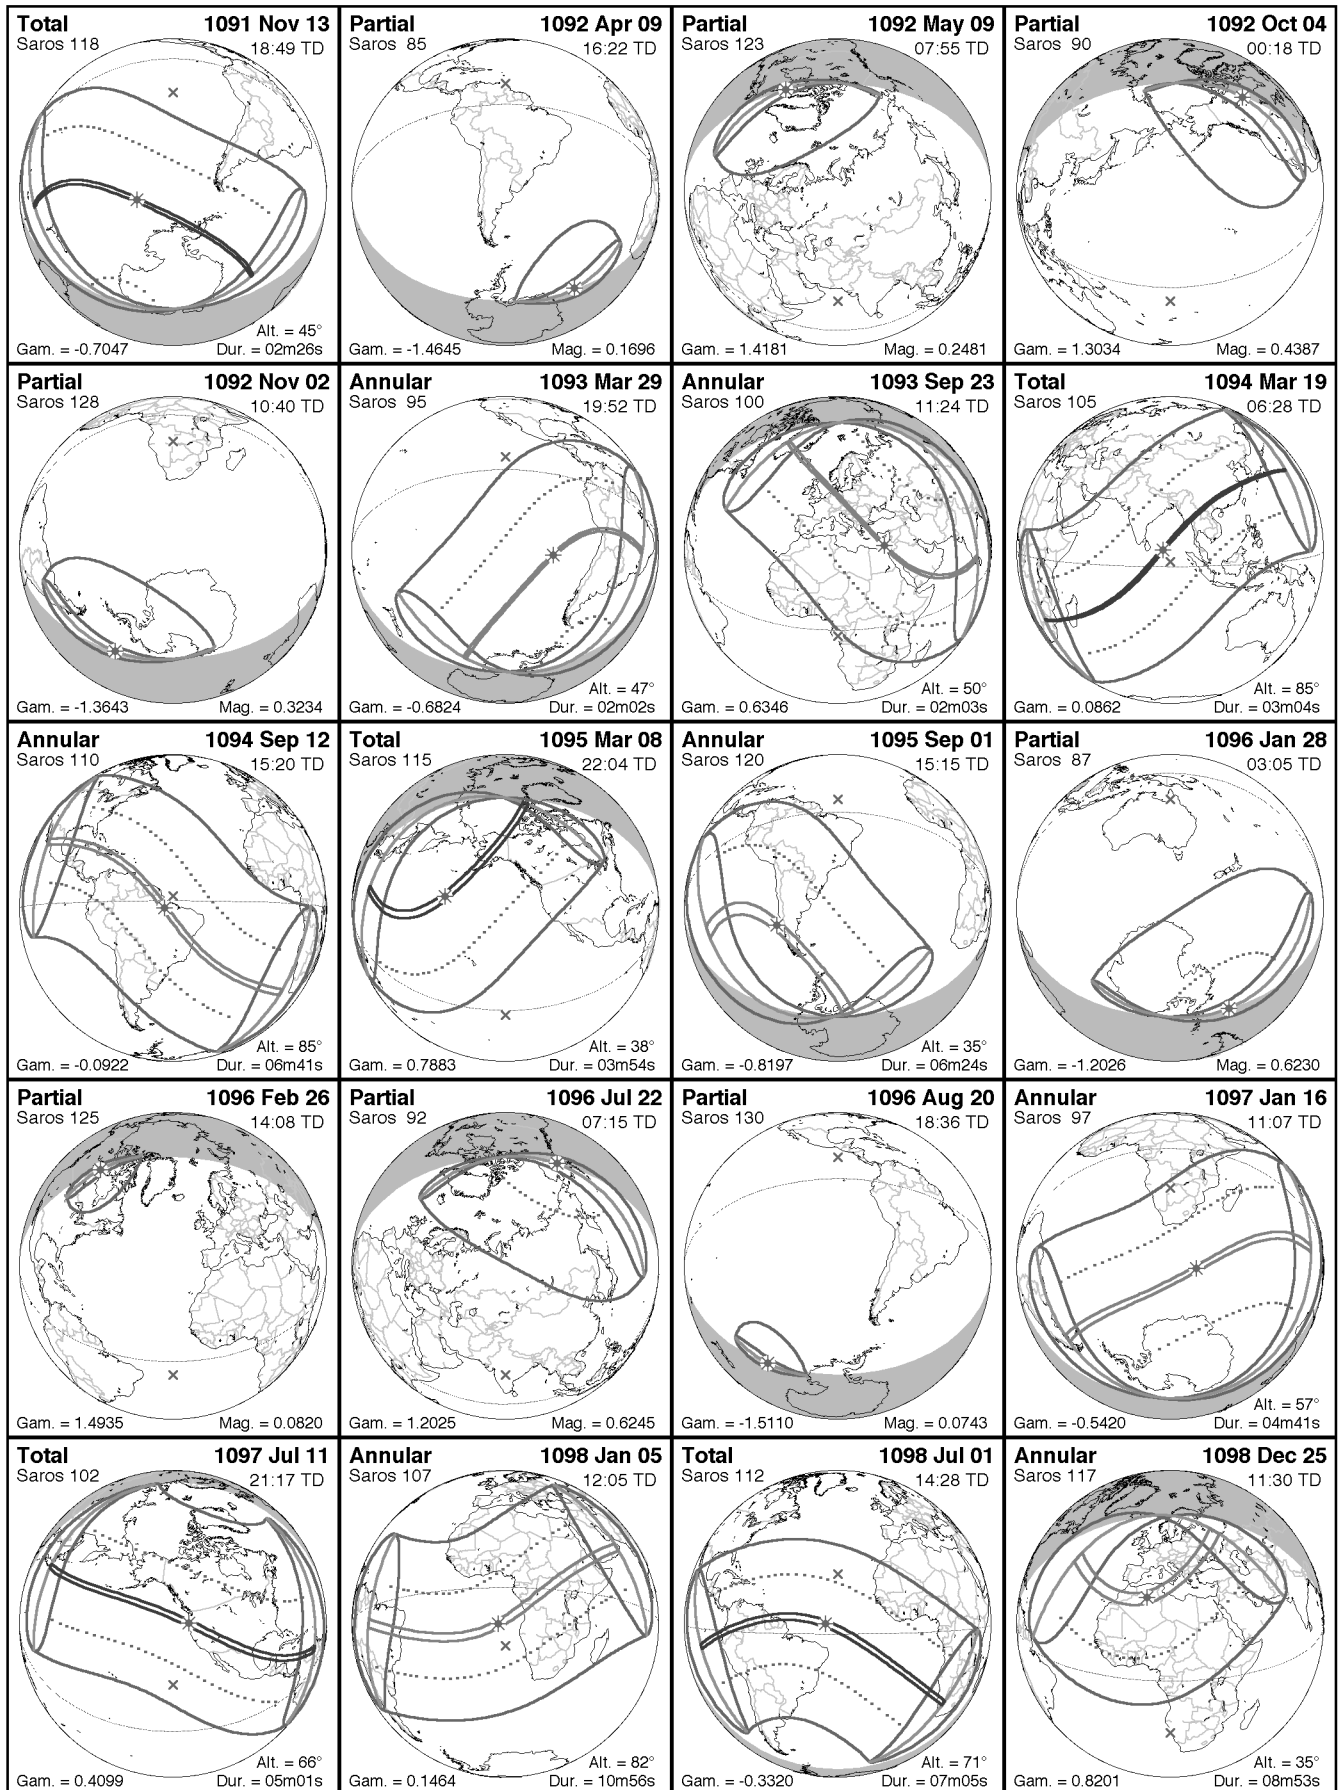 Total 1091 Nov 13
Saros 118 18:49 TD
Alt. = 45°
Gam. = -0.7047 Dur. = 02m26s
Partial 1092 Apr 09
Saros 85 16:22 TD
Gam. = -1.4645 Mag. = 0.1696
Partial 1092 May 09
Saros 123 07:55 TD
Gam. = 1.4181 Mag. = 0.2481
Partial 1092 Oct 04
Saros 90 00:18 TD
Gam. = 1.3034 Mag. = 0.4387
Partial 1092 Nov 02
Saros 128 10:40 TD
Gam. = -1.3643 Mag. = 0.3234
Annular 1093 Mar 29
Saros 95 19:52 TD
Alt. = 47°
Gam. = -0.6824 Dur. = 02m02s
Annular 1093 Sep 23
Saros 100 11:24 TD
Alt. = 50°
Gam. = 0.6346 Dur. = 02m03s
Total 1094 Mar 19
Saros 105 06:28 TD
Alt. = 85°
Gam. = 0.0862 Dur. = 03m04s
Annular 1094 Sep 12
Saros 110 15:20 TD
Alt. = 85°
Gam. = -0.0922 Dur. = 06m41s
Total 1095 Mar 08
Saros 115 22:04 TD
Alt. = 38°
Gam. = 0.7883 Dur. = 03m54s
Annular 1095 Sep 01
Saros 120 15:15 TD
Alt. = 35°
Gam. = -0.8197 Dur. = 06m24s
Partial 1096 Jan 28
Saros 87 03:05 TD
Gam. = -1.2026 Mag. = 0.6230
Partial 1096 Feb 26
Saros 125 14:08 TD
Gam. = 1.4935 Mag. = 0.0820
Partial 1096 Jul 22
Saros 92 07:15 TD
Gam. = 1.2025 Mag. = 0.6245
Partial 1096 Aug 20
Saros 130 18:36 TD
Gam. = -1.5110 Mag. = 0.0743
Annular 1097 Jan 16
Saros 97 11:07 TD
Alt. = 57°
Gam. = -0.5420 Dur. = 04m41s
Total 1097 Jul 11
Saros 102 21:17 TD
Alt. = 66°
Gam. = 0.4099 Dur. = 05m01s
Annular 1098 Jan 05
Saros 107 12:05 TD
Alt. = 82°
Gam. = 0.1464 Dur. = 10m56s
Total 1098 Jul 01
Saros 112 14:28 TD
Alt. = 71°
Gam. = -0.3320 Dur. = 07m05s
Annular 1098 Dec 25
Saros 117 11:30 TD
Alt. = 35°
Gam. = 0.8201 Dur. = 08m53s